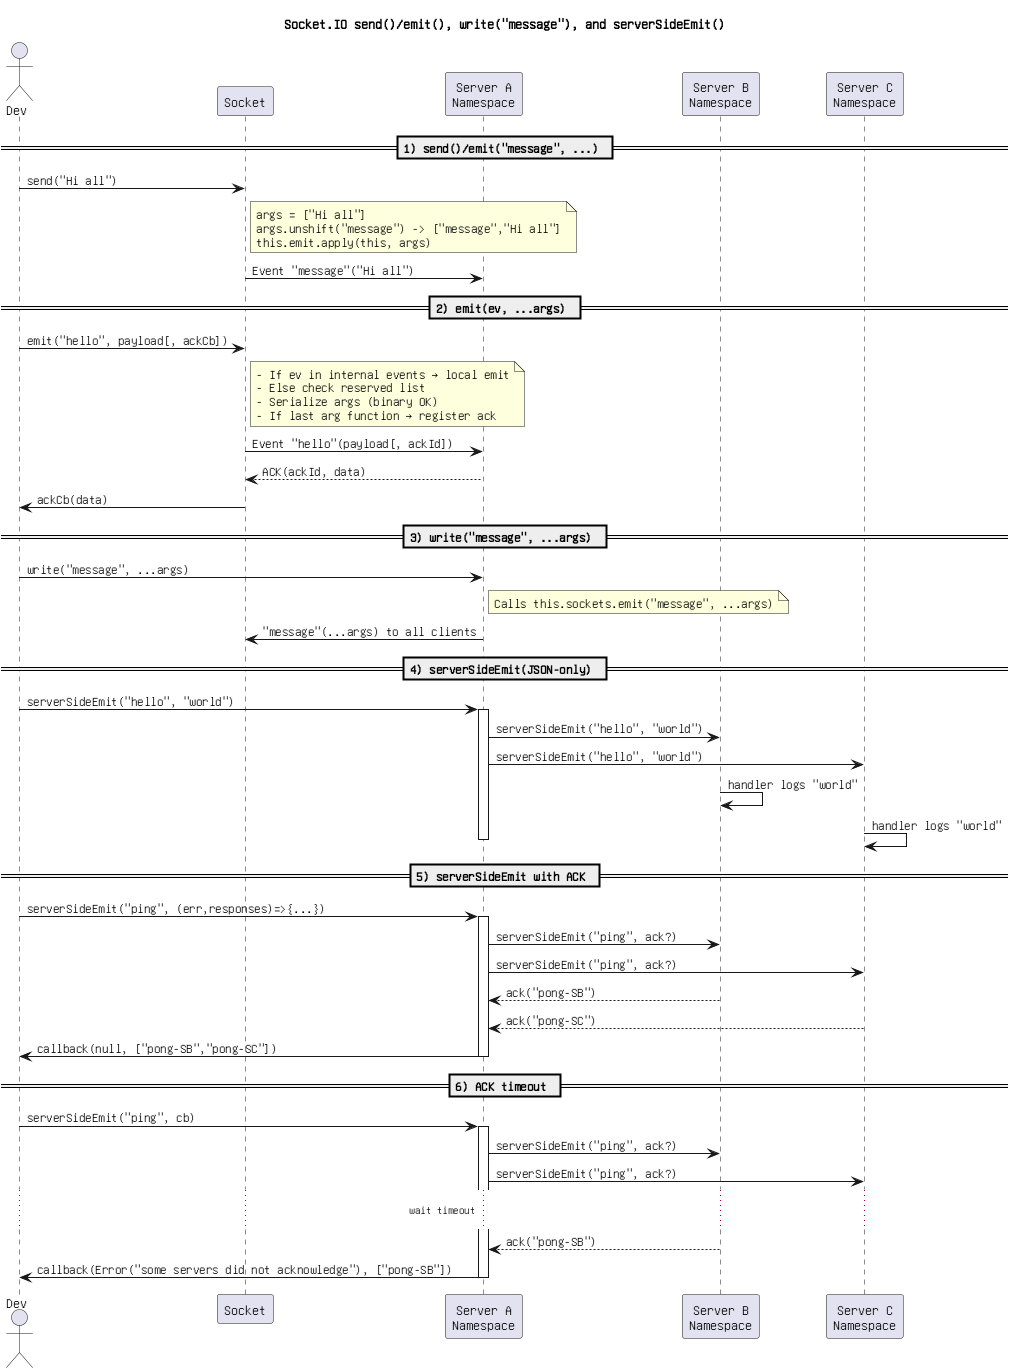 Socket.IO send()/emit(), write("message"), and serverSideEmit()
Dev
Socket
Server A
Namespace
Server B
Namespace
Server C
Namespace
1) send()/emit("message", ...)
send("Hi all")
args = ["Hi all"]
args.unshift("message") -> ["message","Hi all"]
this.emit.apply(this, args)
Event "message"("Hi all")
2) emit(ev, ...args)
emit("hello", payload[, ackCb])
- If ev in internal events → local emit
- Else check reserved list
- Serialize args (binary OK)
- If last arg function → register ack
Event "hello"(payload[, ackId])
ACK(ackId, data)
ackCb(data)
3) write("message", ...args)
write("message", ...args)
Calls this.sockets.emit("message", ...args)
"message"(...args) to all clients
4) serverSideEmit(JSON-only)
serverSideEmit("hello", "world")
serverSideEmit("hello", "world")
serverSideEmit("hello", "world")
handler logs "world"
handler logs "world"
5) serverSideEmit with ACK
serverSideEmit("ping", (err,responses)=>{...})
serverSideEmit("ping", ack?)
serverSideEmit("ping", ack?)
ack("pong-SB")
ack("pong-SC")
callback(null, ["pong-SB","pong-SC"])
6) ACK timeout
serverSideEmit("ping", cb)
serverSideEmit("ping", ack?)
serverSideEmit("ping", ack?)
wait timeout
ack("pong-SB")
callback(Error("some servers did not acknowledge"), ["pong-SB"])
Dev
Socket
Server A
Namespace
Server B
Namespace
Server C
Namespace